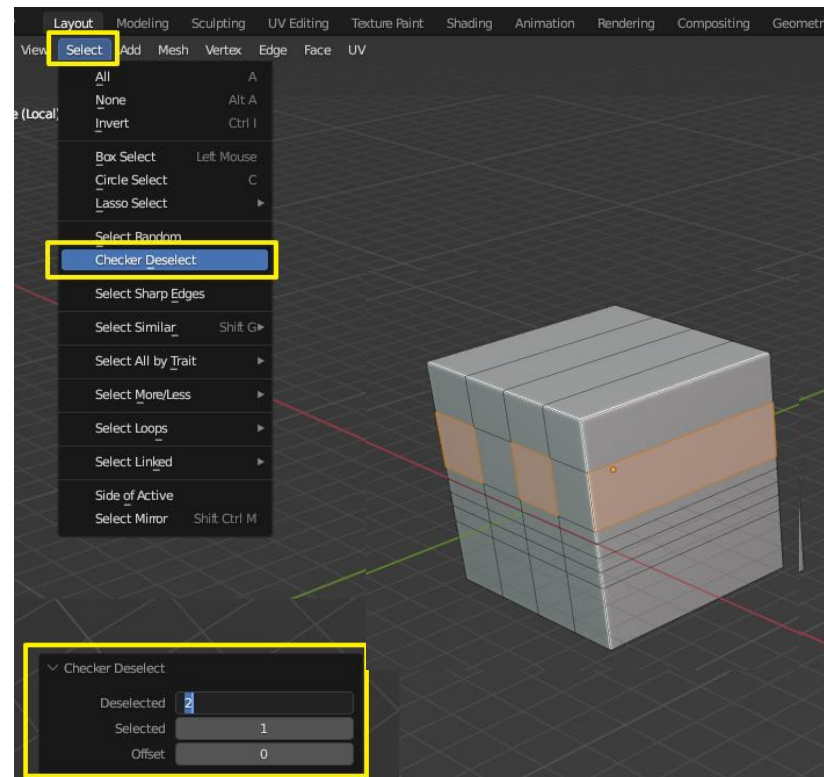 Layout Modeling Sculpting UV Editing Texture Paint Shading Animation Rendering Compositing
View Select Add Mesh Vertex Edge Face UV
All A
None Alt A
(Local)
Invert Ctrl I
Box Select Left Mouse
Circle Select C
Lasso Select
Select Random
Checker Deselect
Select Sharp Edges
Select Similar Shift G
Select All by Trait
Select More/Less
Select Loops
Select Linked
Side of Active
Select Mirror Shift Ctrl M
Checker Deselect
Deselected 2
Selected 1
Offset 0